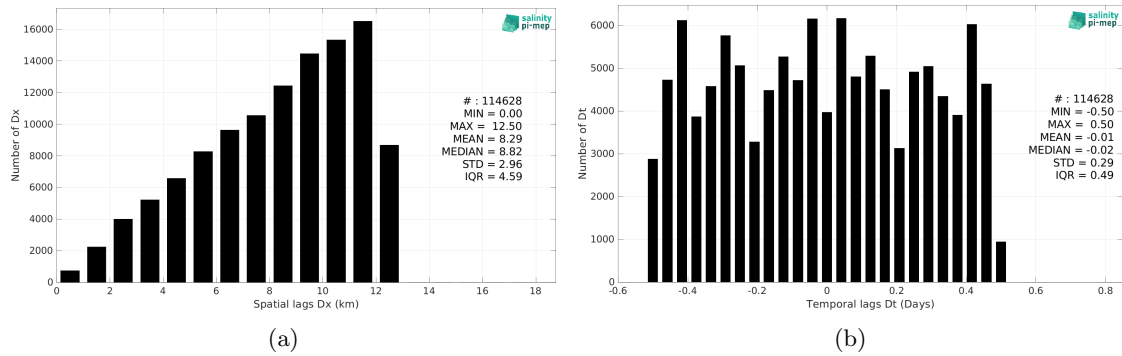 salinity
pi-mep
16000
14000
12000
10000
8000
6000
4000
2000
0
Number of Dx
# : 114628
MIN = 0.00
MAX = 12.50
MEAN = 8.29
MEDIAN = 8.82
STD = 2.96
IQR = 4.59
0 2 4 6 8 10 12 14 16 18
Spatial lags Dx (km)
(a)
salinity
pi-mep
6000
5000
4000
3000
2000
1000
0
Number of Dt
# : 114628
MIN = -0.50
MAX = 0.50
MEAN = -0.01
MEDIAN = -0.02
STD = 0.29
IQR = 0.49
-0.6 -0.4 -0.2 0 0.2 0.4 0.6 0.8
Temporal lags Dt (Days)
(b)